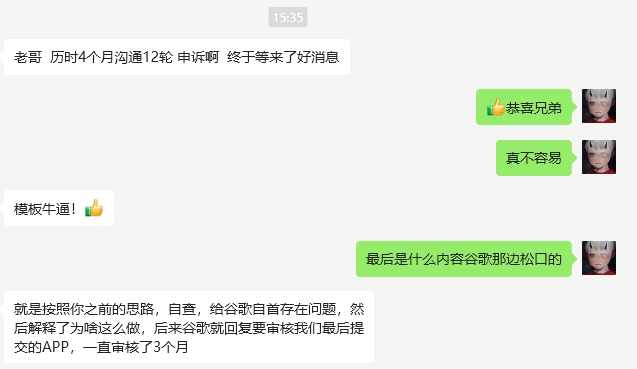 15:35
老哥 历时4个月沟通12轮 申诉啊 终于等来了好消息
👍恭喜兄弟
真不容易
模板牛逼！👍
最后是什么内容谷歌那边松口的
就是按照你之前的思路，自查，给谷歌自首存在问题，然
后解释了为啥这么做，后来谷歌就回复要审核我们最后提
交的APP，一直审核了3个月